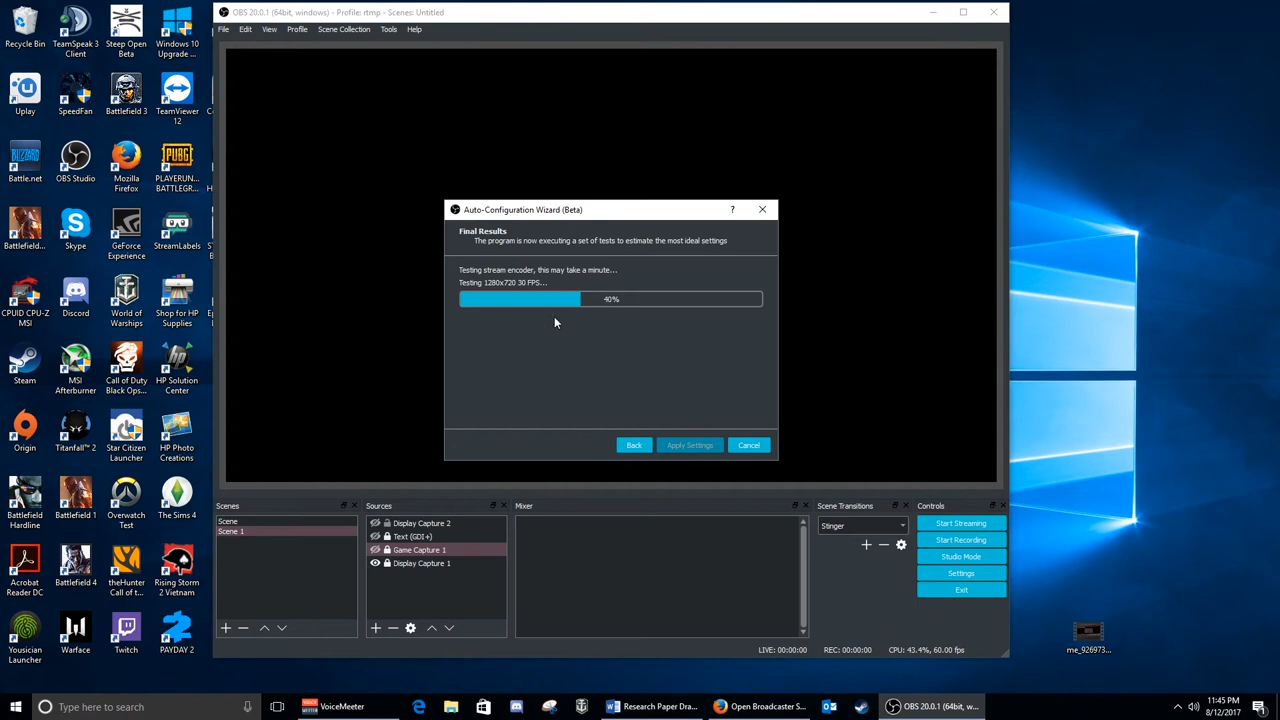 Recycle Bin
TeamSpeak 3
Client
Steep Open
Beta
Windows 10
Upgrade ...
Uplay
SpeedFan
Battlefield 3
TeamViewer
12
Battle.net
OBS Studio
Mozilla
Firefox
PLAYERUN...
BATTLEGR...
Battlefield...
Skype
GeForce
Experience
StreamLabs
CPUID CPU-Z
MSI
Discord
World of
Warships
Shop for HP
Supplies
Steam
MSI
Afterburner
Call of Duty
Black Ops...
HP Solution
Center
Origin
Titanfall™ 2
Star Citizen
Launcher
HP Photo
Creations
Battlefield
Hardline
Battlefield 1
Overwatch
Test
The Sims 4
Acrobat
Reader DC
Battlefield 4
theHunter
Call of t...
Rising Storm
2 Vietnam
Yousician
Launcher
Warface
Twitch
PAYDAY 2
OBS 20.0.1 (64bit, windows) - Profile: rtmp - Scenes: Untitled
File Edit View Profile Scene Collection Tools Help
Auto-Configuration Wizard (Beta)
Final Results
The program is now executing a set of tests to estimate the most ideal settings
Testing stream encoder, this may take a minute...
Testing 1280x720 30 FPS...
40%
Back Apply Settings Cancel
Scenes
Scene
Scene 1
Sources
Display Capture 2
Text (GDI+)
Game Capture 1
Display Capture 1
Mixer
Scene Transitions
Stinger
Controls
Start Streaming
Start Recording
Studio Mode
Settings
Exit
LIVE: 00:00:00 REC: 00:00:00 CPU: 43.4%, 60.00 fps
me_926973...
Type here to search
VoiceMeeter
Research Paper Dra...
Open Broadcaster S...
OBS 20.0.1 (64bit, w...
11:45 PM
8/12/2017